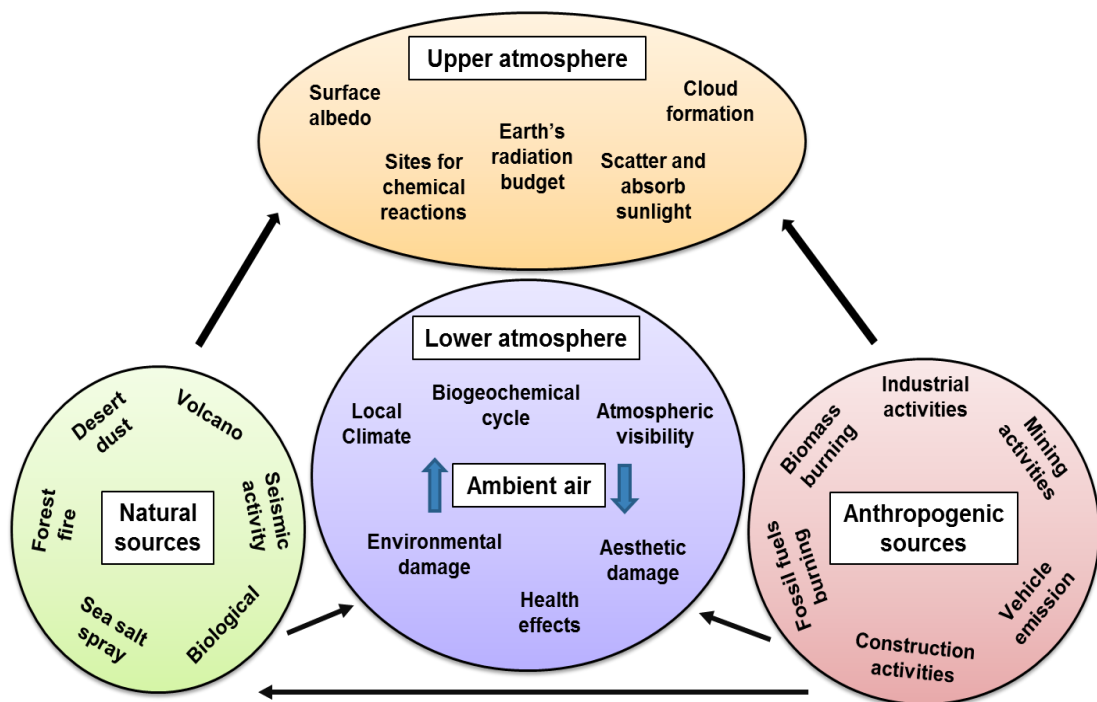 Upper atmosphere
Surface
albedo
Cloud
formation
Earth's
radiation
budget
Sites for
chemical
reactions
Scatter and
absorb
sunlight
Lower atmosphere
Biogeochemical
cycle
Local
Climate
Atmospheric
visibility
Ambient air
Environmental
damage
Aesthetic
damage
Health
effects
Desert
dust
Volcano
Forest
fire
Natural
sources
Seismic
activity
Sea salt
spray
Biological
Industrial
activities
Biomass
burning
Mining
activities
Anthropogenic
sources
Fossil fuels
burning
Vehicle
emission
Construction
activities